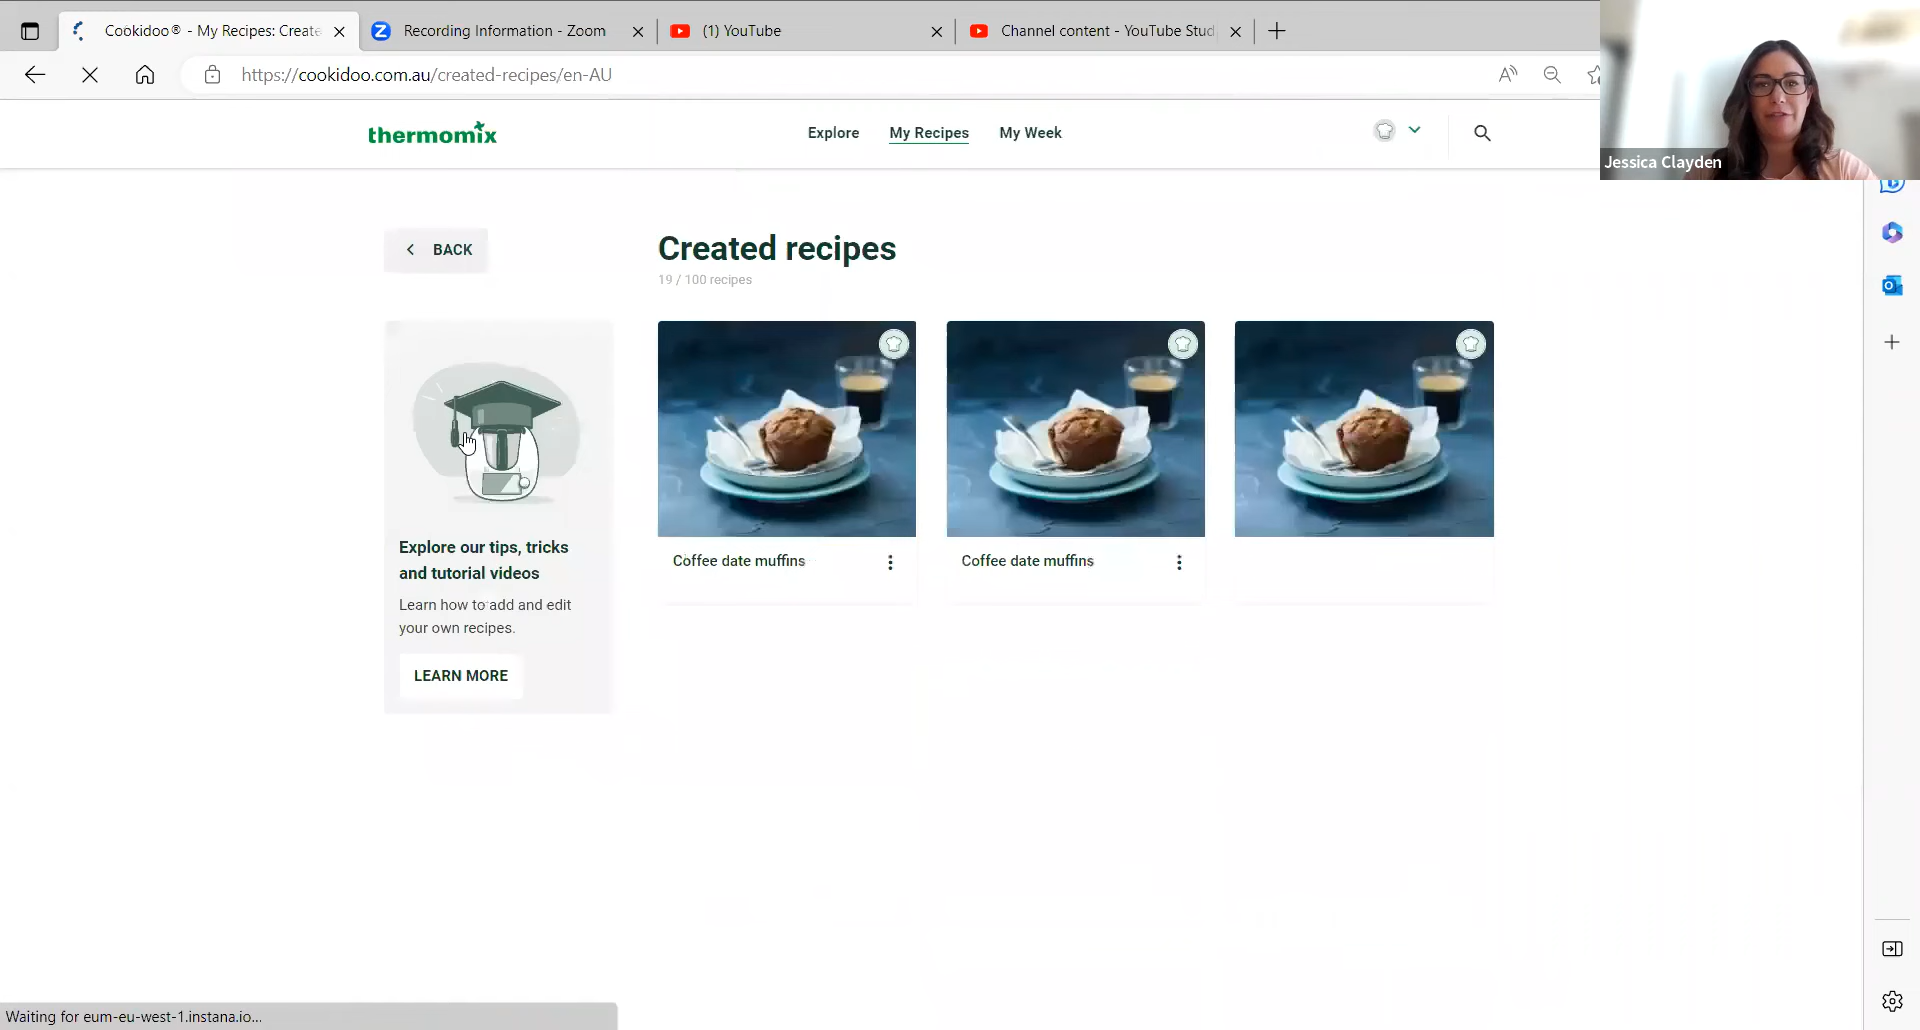 Cookidoo® - My Recipes: Create
Recording Information - Zoom
(1) YouTube
Channel content - YouTube Stud
https://cookidoo.com.au/created-recipes/en-AU
thermomix
Explore
My Recipes
My Week
Jessica Clayden
BACK
Created recipes
19 / 100 recipes
Explore our tips, tricks
and tutorial videos
Learn how to add and edit
your own recipes.
LEARN MORE
Coffee date muffins
Coffee date muffins
Waiting for eum-eu-west-1.instana.io...